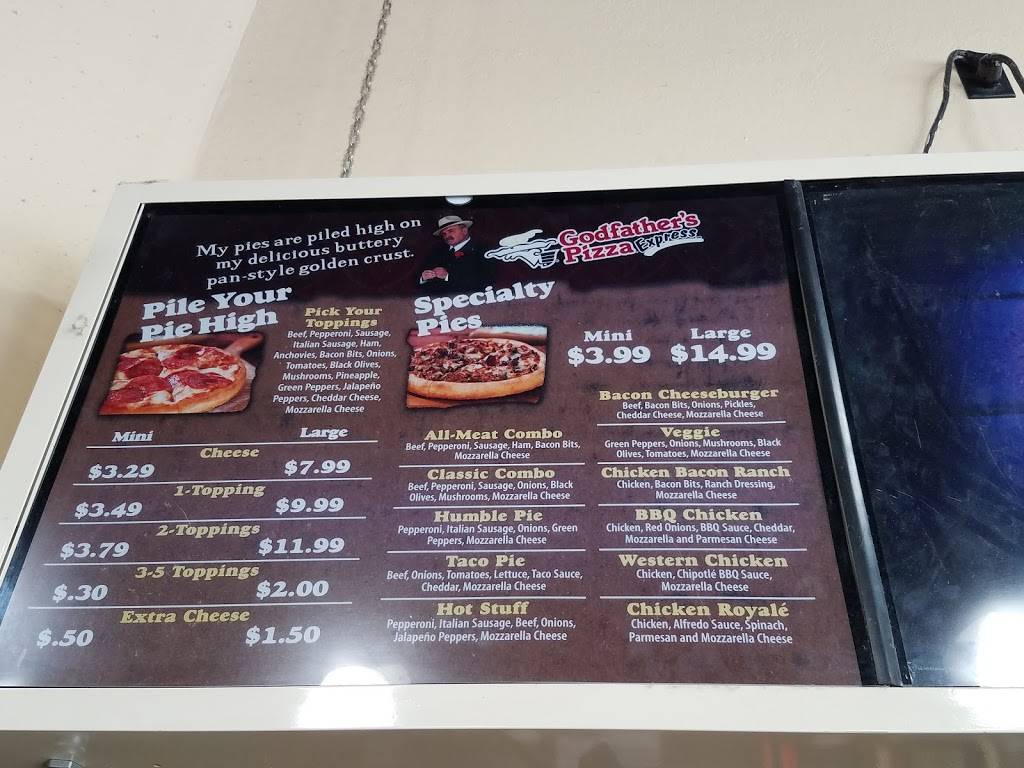 My pies are piled high on
my delicious buttery
pan-style golden crust.
Godfather's
Pizza Express
Pile Your
Pie High
Pick Your
Toppings
Beef, Pepperoni, Sausage,
Italian Sausage, Ham,
Anchovies, Bacon Bits, Onions,
Tomatoes, Black Olives,
Mushrooms, Pineapple,
Green Peppers, Jalapeño
Peppers, Cheddar Cheese,
Mozzarella Cheese
Mini Large
Cheese
$3.29 $7.99
1-Topping
$3.49 $9.99
2-Toppings
$3.79 $11.99
3-5 Toppings
$.30 $2.00
Extra Cheese
$.50 $1.50
Specialty
Pies
Mini Large
$3.99 $14.99
All-Meat Combo
Beef, Pepperoni, Sausage, Ham, Bacon Bits,
Mozzarella Cheese
Classic Combo
Beef, Pepperoni, Sausage, Onions, Black
Olives, Mushrooms, Mozzarella Cheese
Humble Pie
Pepperoni, Italian Sausage, Onions, Green
Peppers, Mozzarella Cheese
Taco Pie
Beef, Onions, Tomatoes, Lettuce, Taco Sauce,
Cheddar, Mozzarella Cheese
Hot Stuff
Pepperoni, Italian Sausage, Beef, Onions,
Jalapeño Peppers, Mozzarella Cheese
Bacon Cheeseburger
Beef, Bacon Bits, Onions, Pickles,
Cheddar Cheese, Mozzarella Cheese
Veggie
Green Peppers, Onions, Mushrooms, Black
Olives, Tomatoes, Mozzarella Cheese
Chicken Bacon Ranch
Chicken, Bacon Bits, Ranch Dressing,
Mozzarella Cheese
BBQ Chicken
Chicken, Red Onions, BBQ Sauce, Cheddar,
Mozzarella and Parmesan Cheese
Western Chicken
Chicken, Chipotlé BBQ Sauce,
Mozzarella Cheese
Chicken Royalé
Chicken, Alfredo Sauce, Spinach,
Parmesan and Mozzarella Cheese